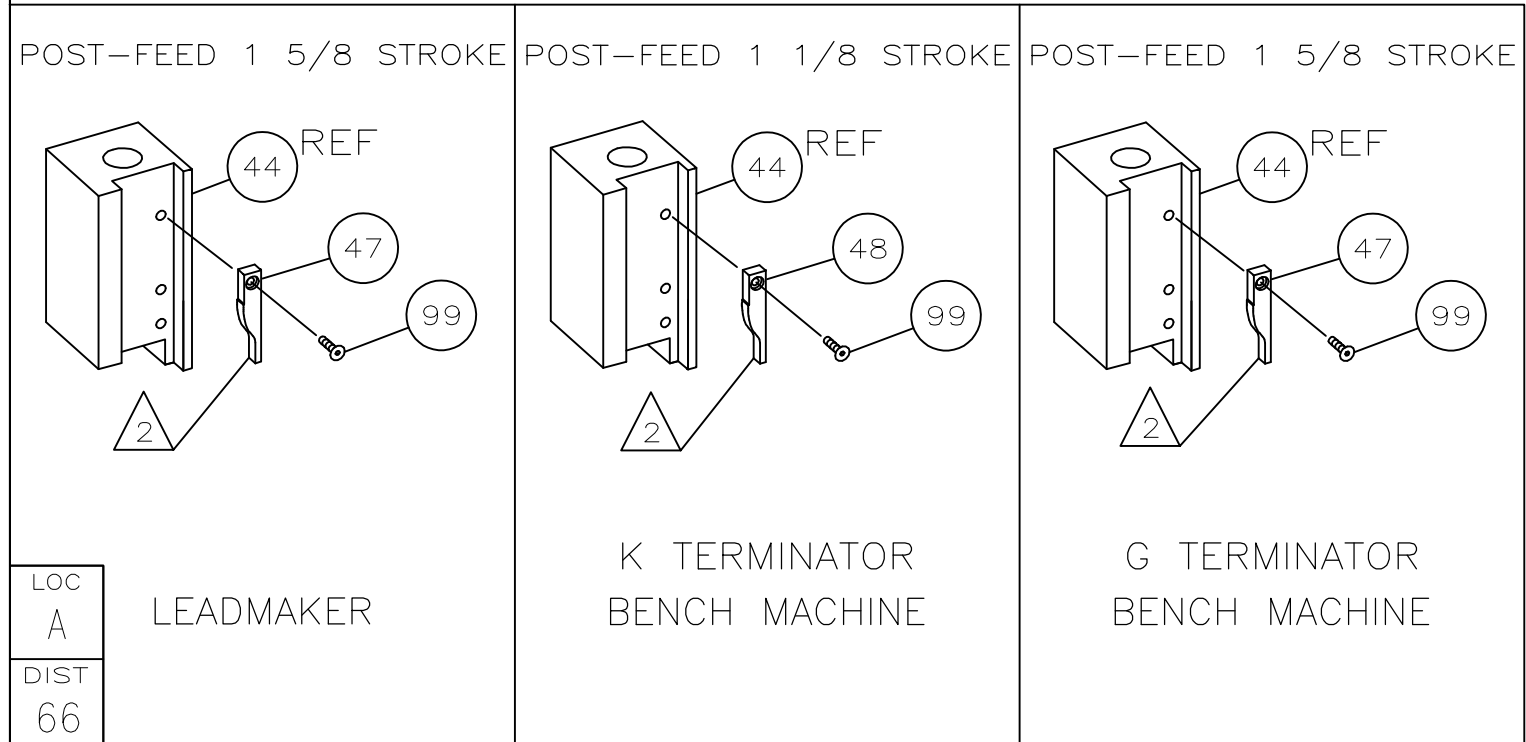 POST-FEED 1 5/8 STROKE
44
REF
47
99
2
LEADMAKER
LOC
A
DIST
66
POST-FEED 1 1/8 STROKE
44
REF
48
99
2
K TERMINATOR
BENCH MACHINE
POST-FEED 1 5/8 STROKE
44
REF
47
99
2
G TERMINATOR
BENCH MACHINE